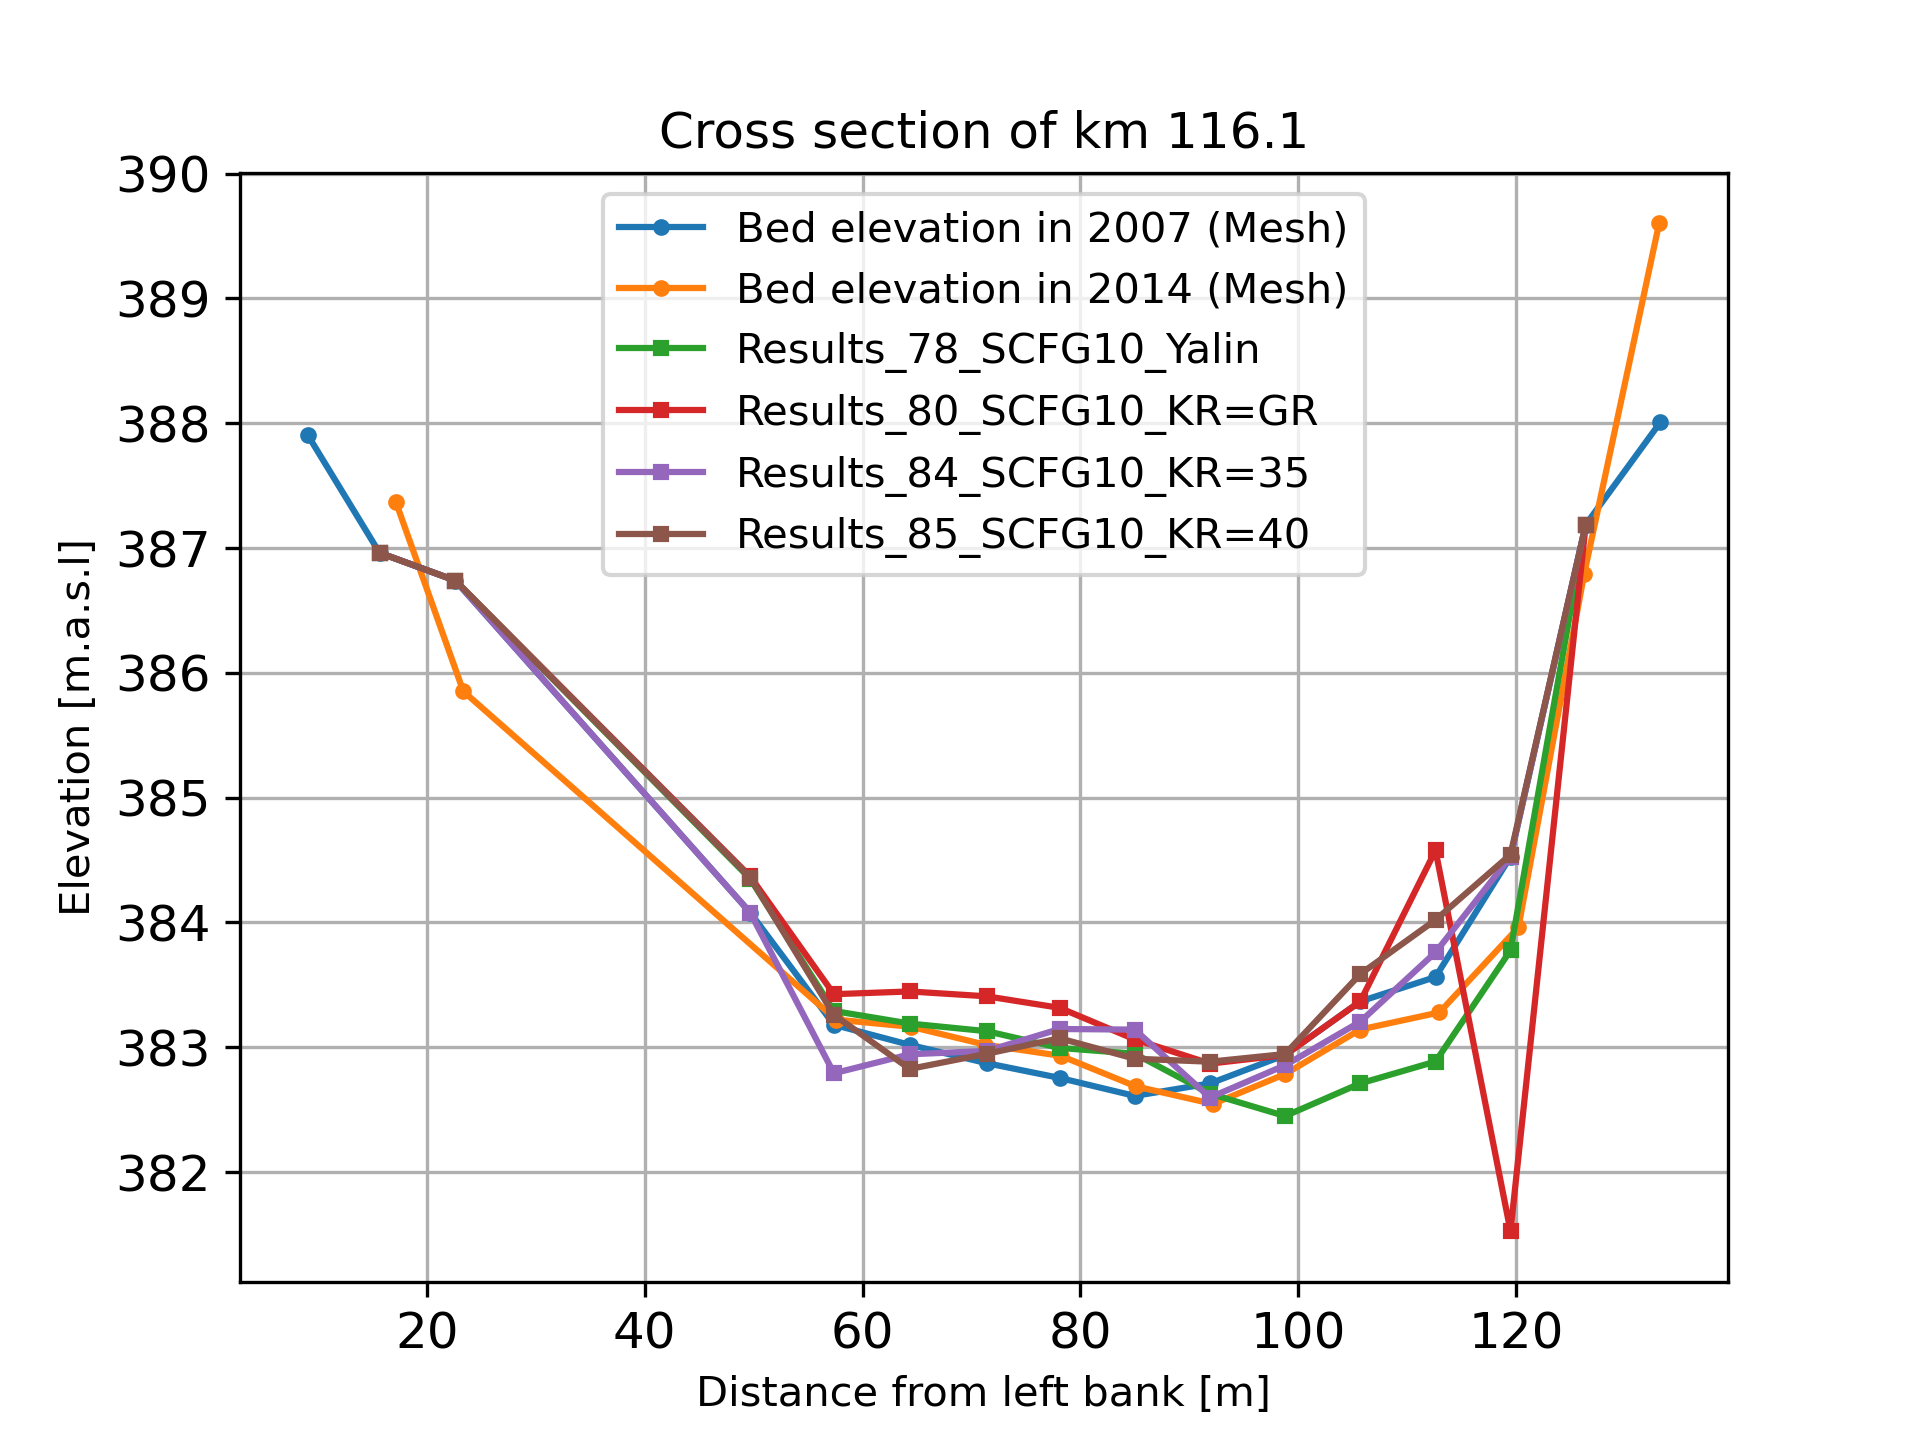 Cross section of km 116.1
390
389
388
387
386
385
384
383
382
Elevation [m.a.s.l]
Bed elevation in 2007 (Mesh)
Bed elevation in 2014 (Mesh)
Results_78_SCFG10_Yalin
Results_80_SCFG10_KR=GR
Results_84_SCFG10_KR=35
Results_85_SCFG10_KR=40
20 40 60 80 100 120
Distance from left bank [m]